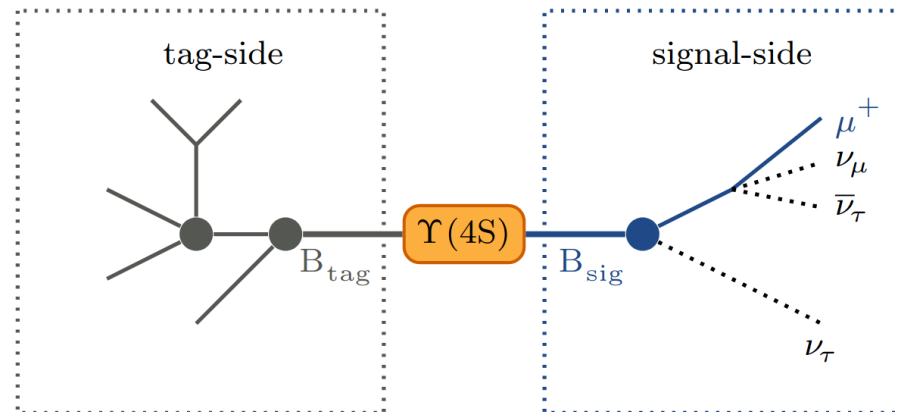 tag-side
signal-side
μ⁺
ν_μ
ν̅_τ
Υ(4S)
B_tag
B_sig
ν_τ